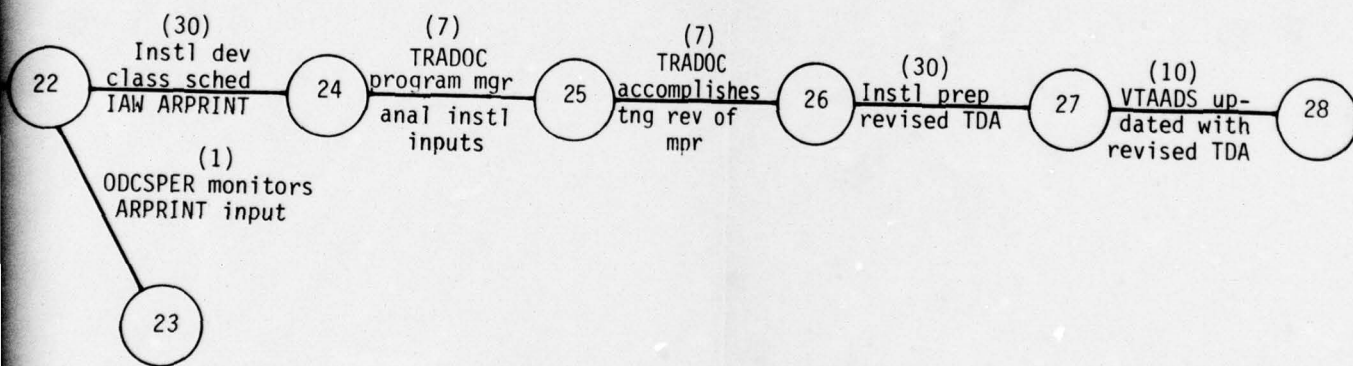 22
(30)
Instl dev
class sched
IAW ARPRINT
24
(7)
TRADOC
program mgr
anal instl
inputs
25
(7)
TRADOC
accomplishes
tng rev of
mpr
26
(30)
Instl prep
revised TDA
27
(10)
VTAADS up-
dated with
revised TDA
28
(1)
ODCSPER monitors
ARPRINT input
23